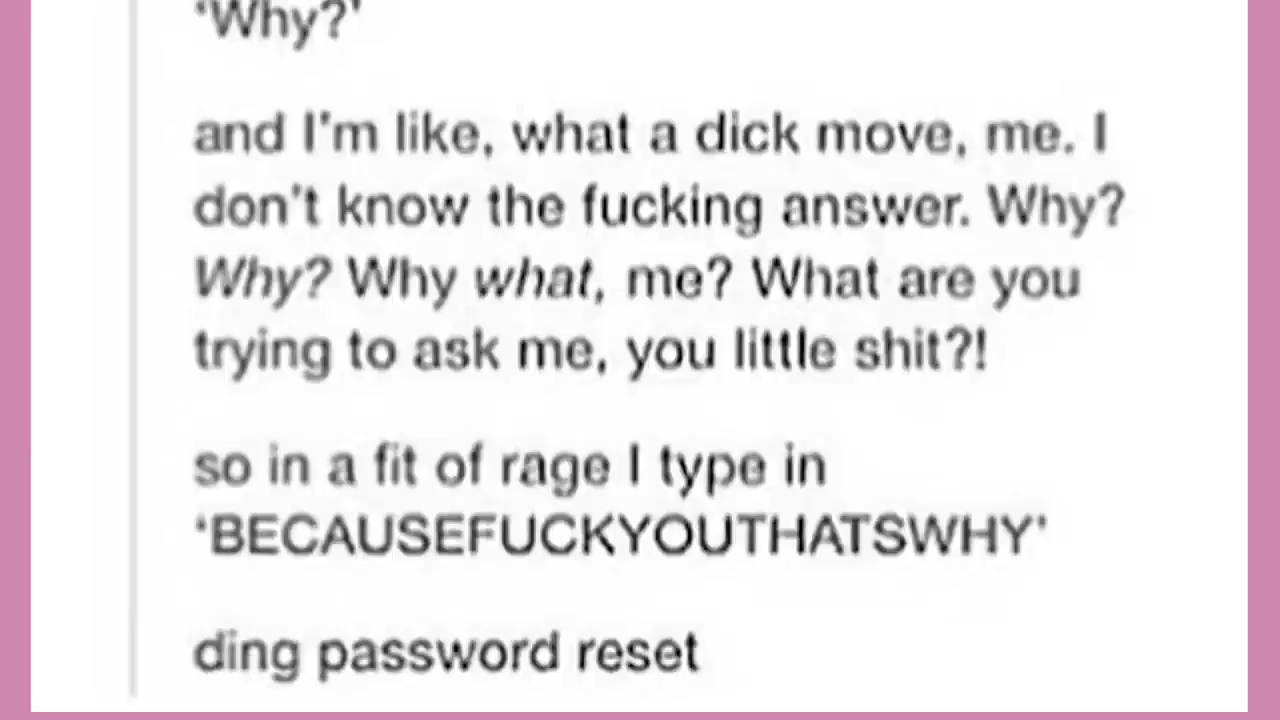 ‘Why?’
and I'm like, what a dick move, me. I
don't know the fucking answer. Why?
Why? Why what, me? What are you
trying to ask me, you little shit?!
so in a fit of rage I type in
‘BECAUSEFUCKYOUTHATSWHY’
ding password reset